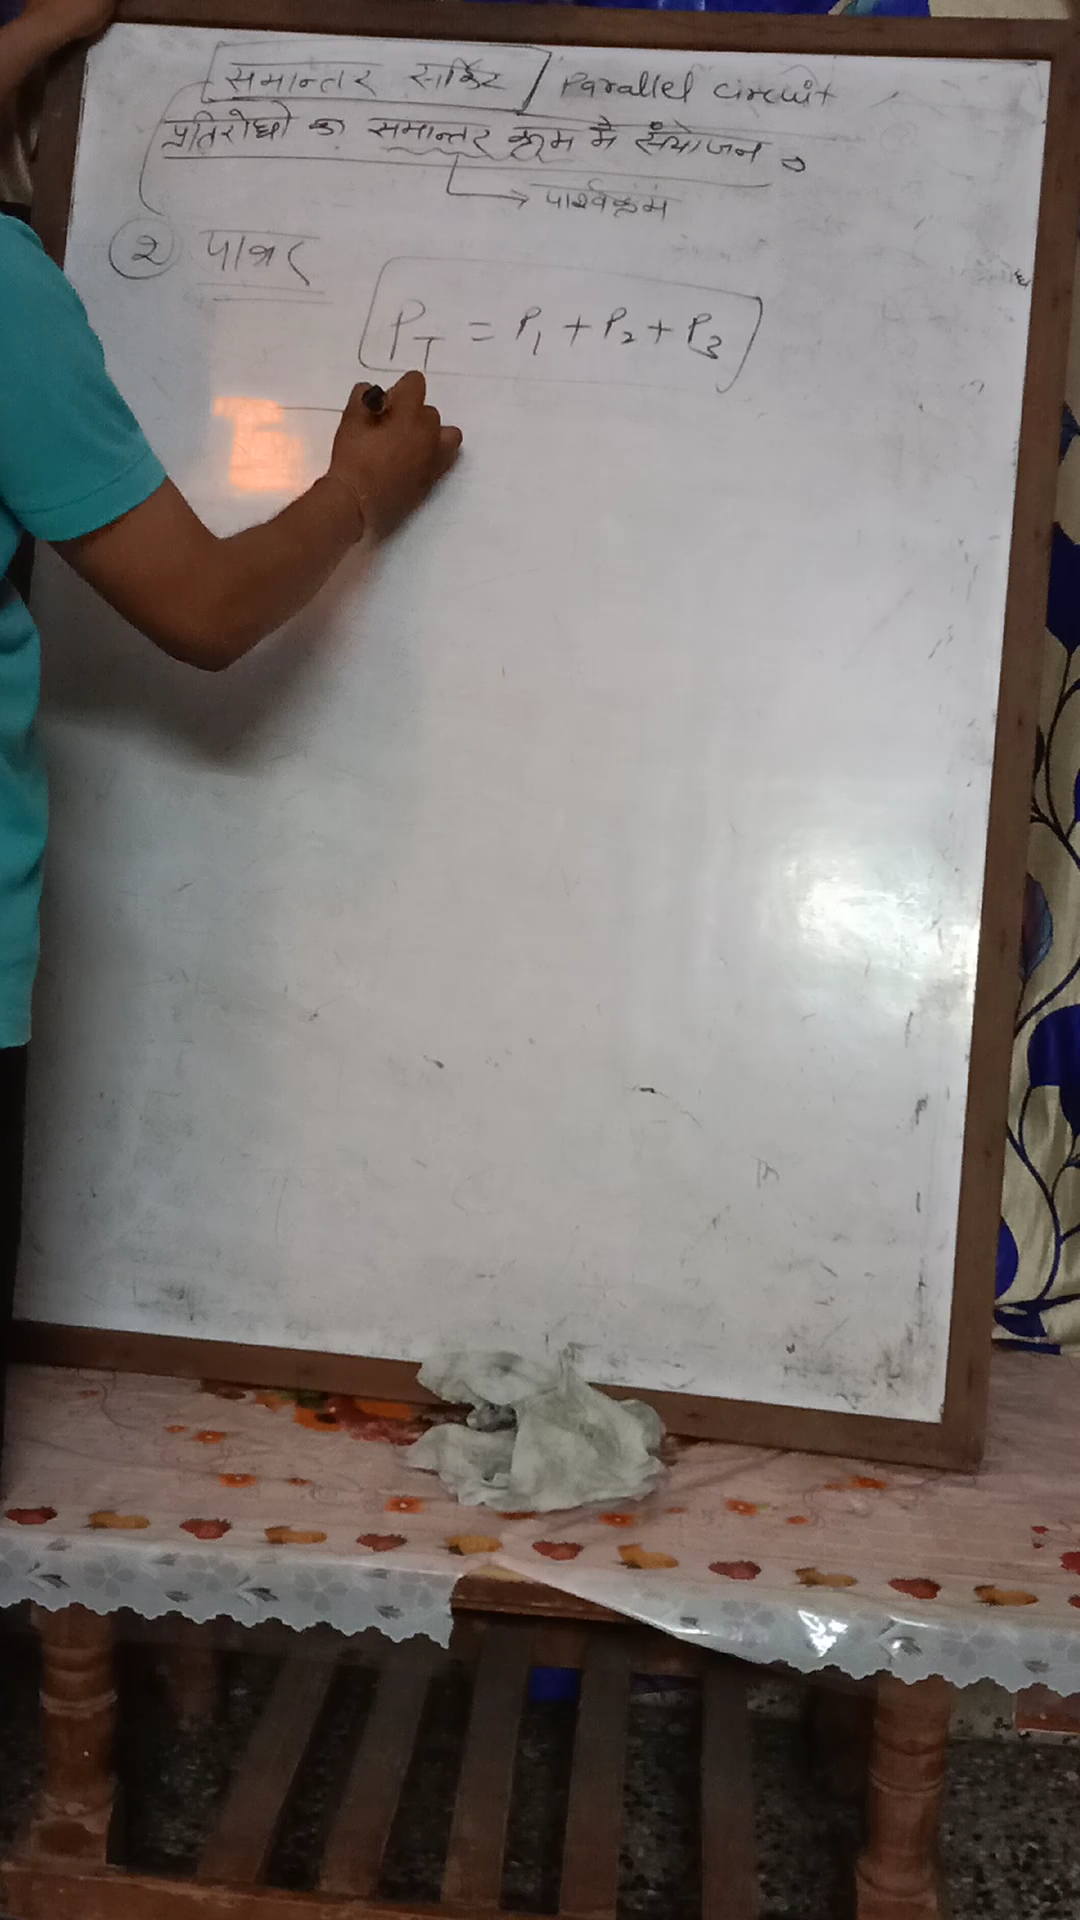 समान्तर सर्किट / Parallel circuit
प्रतिरोधो का समान्तर क्रम मे संयोजन
→ पार्श्वक्रम
२ पावर
P_T = P₁ + P₂ + P₃